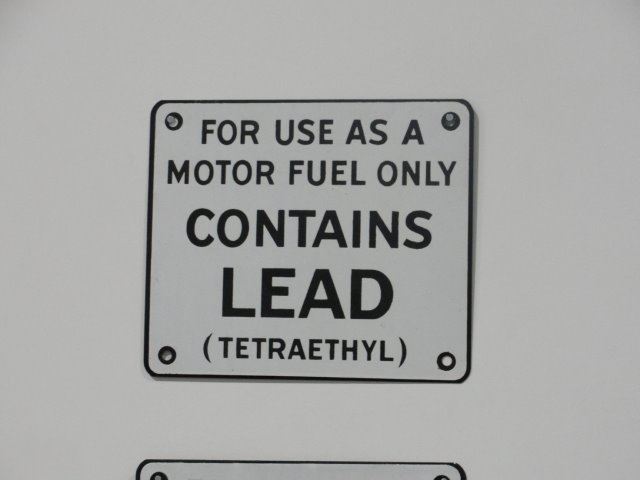 FOR USE AS A
MOTOR FUEL ONLY
CONTAINS
LEAD
(TETRAETHYL)